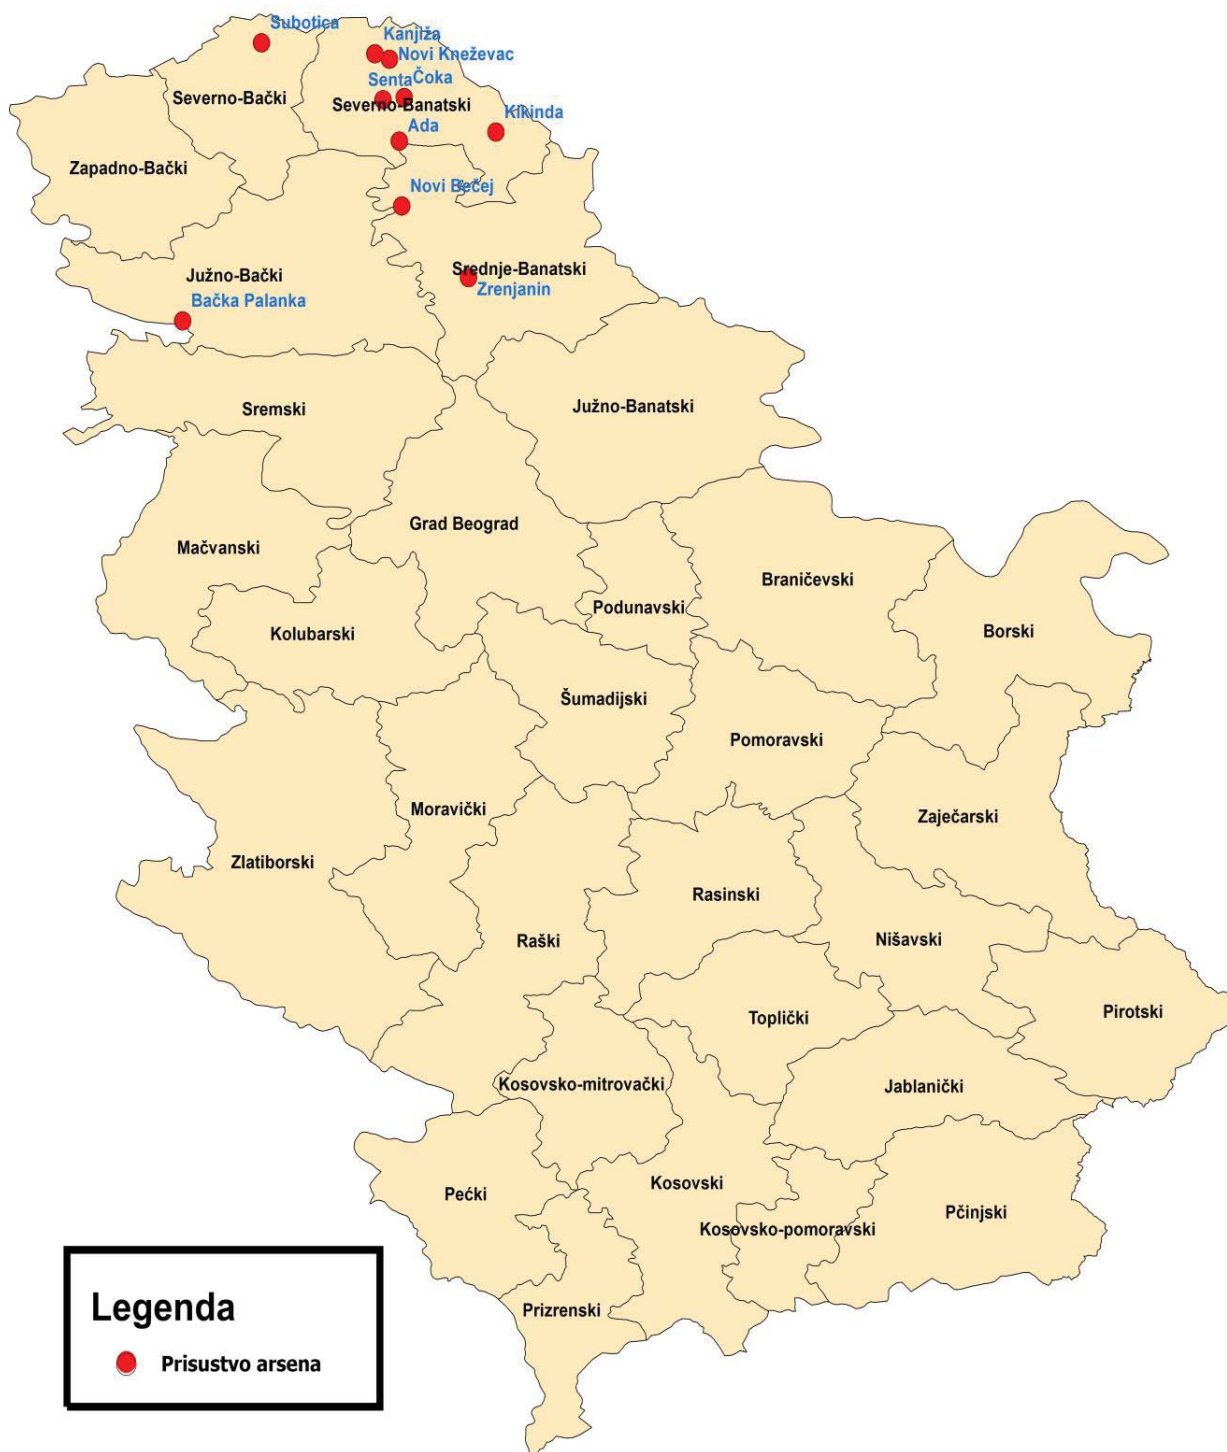 Subotica
Kanjiža
Novi Kneževac
Senta
Čoka
Severno-Bački
Severno-Banatski
Kikinda
Ada
Zapadno-Bački
Novi Bečej
Južno-Bački
Srednje-Banatski
Zrenjanin
Bačka Palanka
Sremski
Južno-Banatski
Grad Beograd
Mačvanski
Braničevski
Podunavski
Kolubarski
Borski
Šumadijski
Pomoravski
Moravički
Zaječarski
Zlatiborski
Rasinski
Raški
Nišavski
Toplički
Pirotski
Kosovsko-mitrovački
Jablanički
Pećki
Kosovski
Kosovsko-pomoravski
Pčinjski
Prizrenski
Legenda
Prisustvo arsena